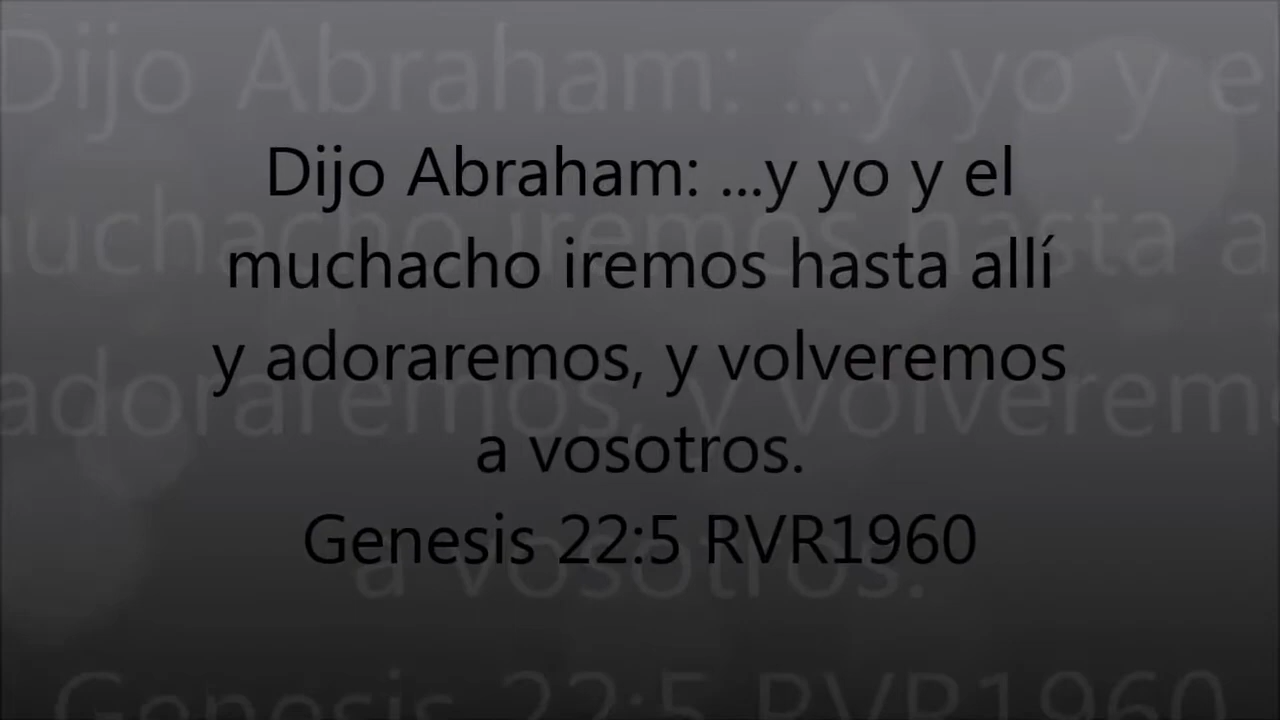 Dijo Abraham: ...y yo y el
muchacho iremos hasta allí
y adoraremos, y volveremos
a vosotros.
Genesis 22:5 RVR1960